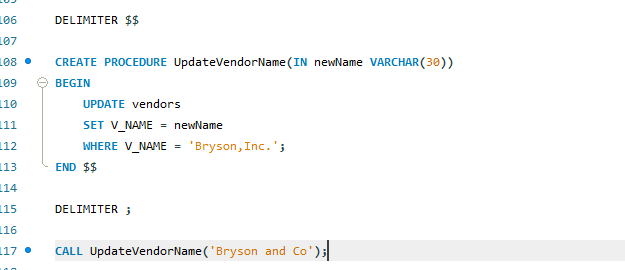 106 DELIMITER $$
107
108 CREATE PROCEDURE UpdateVendorName(IN newName VARCHAR(30))
109 BEGIN
110 UPDATE vendors
111 SET V_NAME = newName
112 WHERE V_NAME = 'Bryson,Inc.';
113 END $$
114
115 DELIMITER ;
116
117 CALL UpdateVendorName('Bryson and Co');